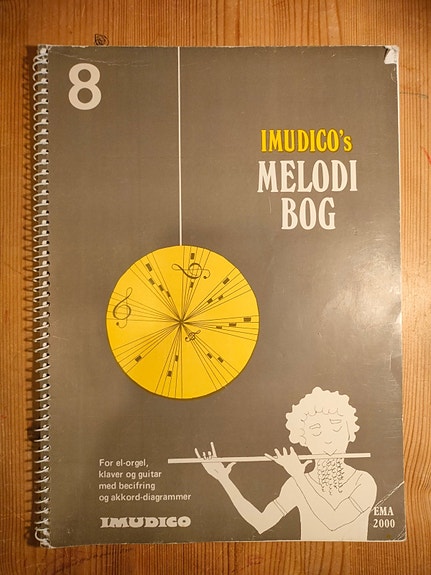 8
IMUDICO's
MELODI
BOG
For el-orgel,
klaver og guitar
med becifring
og akkord-diagrammer
IMUDICO
EMA
2000